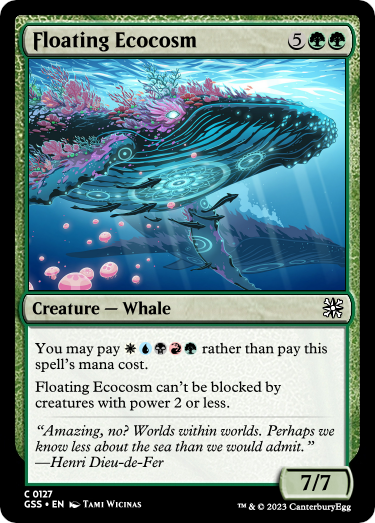 Floating Ecocosm 5
Creature — Whale
You may pay rather than pay this
spell's mana cost.
Floating Ecocosm can't be blocked by
creatures with power 2 or less.
“Amazing, no? Worlds within worlds. Perhaps we
know less about the sea than we would admit.”
—Henri Dieu-de-Fer
7/7
C 0127
GSS • EN Tami Wicinas
™ & © 2023 CanterburyEgg